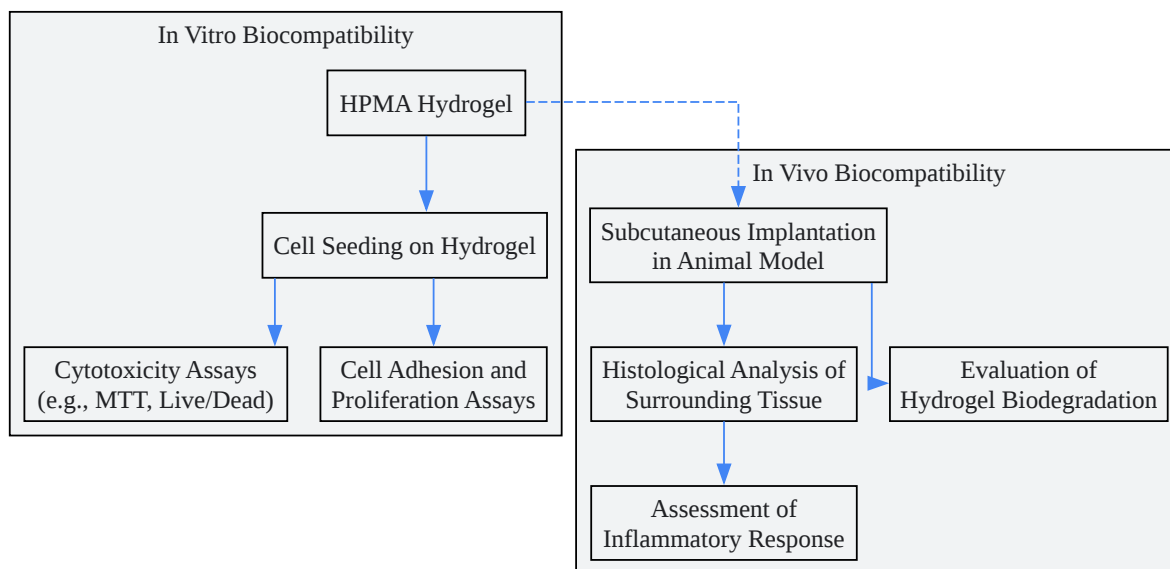 In Vitro Biocompatibility
HPMA Hydrogel
Cell Seeding on Hydrogel
Cytotoxicity Assays
(e.g., MTT, Live/Dead)
Cell Adhesion and
Proliferation Assays
In Vivo Biocompatibility
Subcutaneous Implantation
in Animal Model
Histological Analysis of
Surrounding Tissue
Evaluation of
Hydrogel Biodegradation
Assessment of
Inflammatory Response